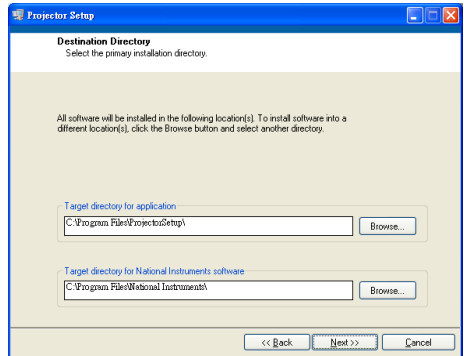 Projector Setup
Destination Directory
Select the primary installation directory.
All software will be installed in the following location(s). To install software into a
different location(s), click the Browse button and select another directory.
Target directory for application
C:\Program Files\ProjectorSetup\
Browse...
Target directory for National Instruments software
C:\Program Files\National Instruments\
Browse...
<< Back
Next >>
Cancel